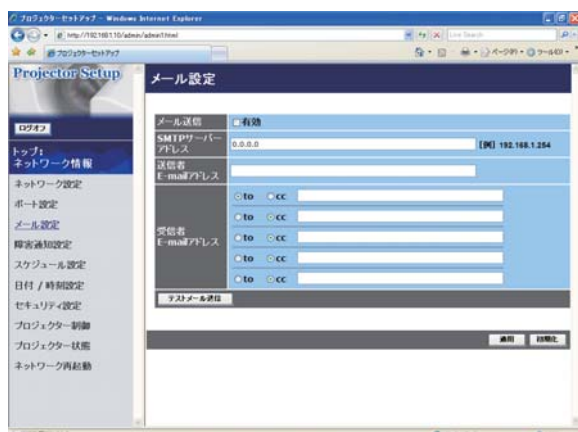 プロジェクターセットアップ - Windows Internet Explorer
Live Search
プロジェクターセットアップ
ページ(P) ツール(O)
Projector Setup
メール設定
ログオフ
トップ:
ネットワーク情報
ネットワーク設定
ポート設定
メール設定
障害通知設定
スケジュール設定
日付 / 時刻設定
セキュリティ設定
プロジェクター制御
プロジェクター状態
ネットワーク再起動
メール送信 有効
SMTPサーバー
アドレス
0.0.0.0 [例] 192.168.1.254
送信者
E-mailアドレス
受信者
E-mailアドレス
to cc
to cc
to cc
to cc
to cc
テストメール送信
適用 初期化